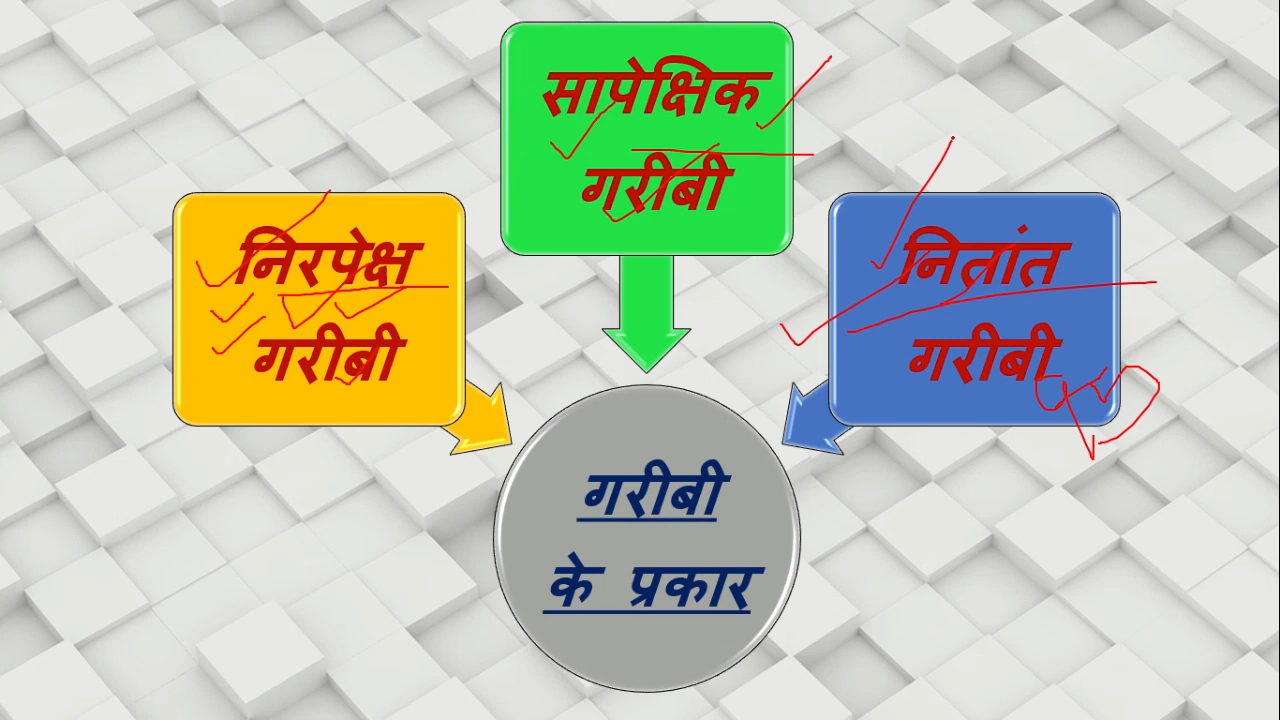 सापेक्षिक
गरीबी
निरपेक्ष
गरीबी
नितांत
गरीबी
गरीबी
के प्रकार